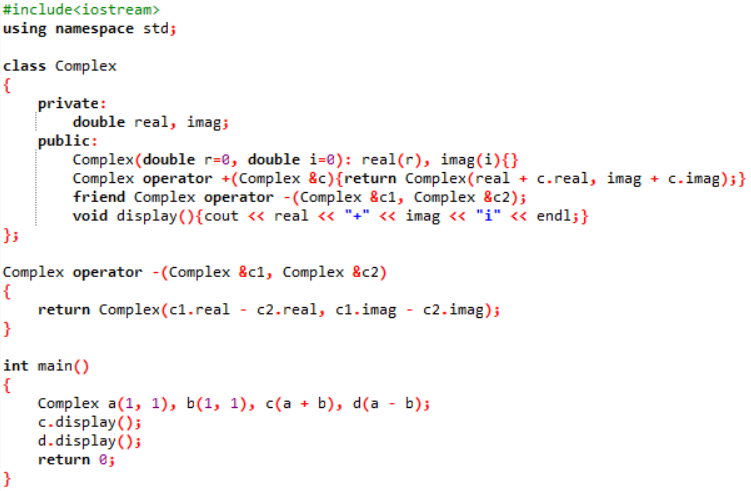 #include<iostream>
using namespace std;
class Complex
{
private:
double real, imag;
public:
Complex(double r=0, double i=0): real(r), imag(i){}
Complex operator +(Complex &c){return Complex(real + c.real, imag + c.imag);}
friend Complex operator -(Complex &c1, Complex &c2);
void display(){cout << real << "+" << imag << "i" << endl;}
};
Complex operator -(Complex &c1, Complex &c2)
{
return Complex(c1.real - c2.real, c1.imag - c2.imag);
}
int main()
{
Complex a(1, 1), b(1, 1), c(a + b), d(a - b);
c.display();
d.display();
return 0;
}